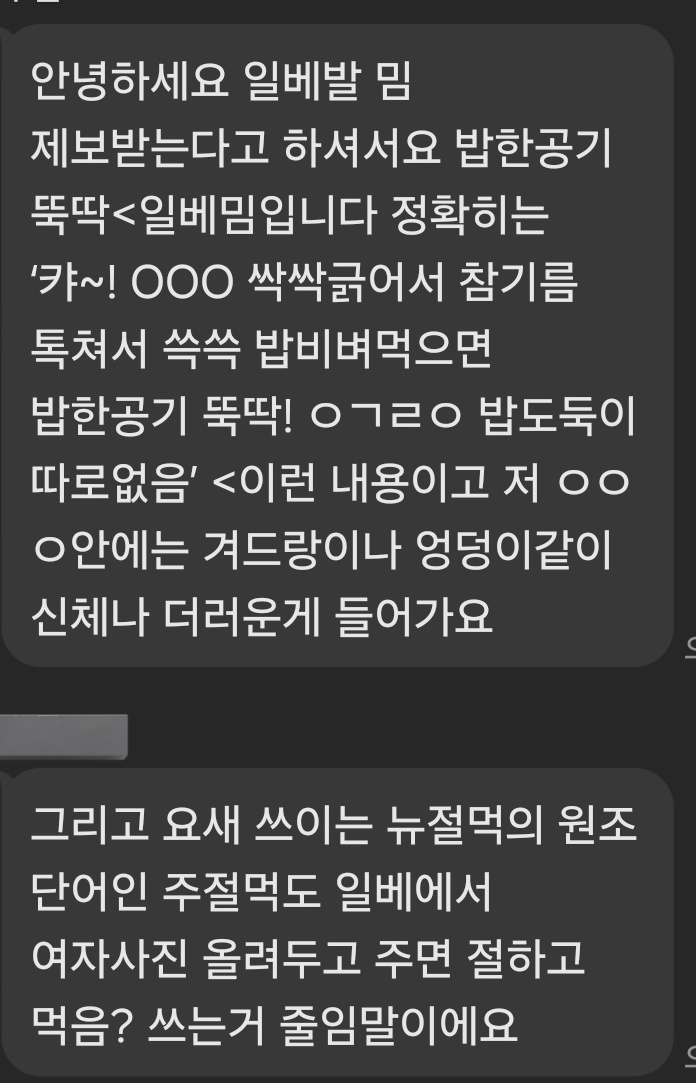 안녕하세요 일베발 밈
제보받는다고 하셔서요 밥한공기
뚝딱<일베밈입니다 정확히는
‘캬~! OOO 싹싹긁어서 참기름
톡쳐서 쓱쓱 밥비벼먹으면
밥한공기 뚝딱! ㅇㄱㄹㅇ 밥도둑이
따로없음’ <이런 내용이고 저 ㅇㅇ
ㅇ안에는 겨드랑이나 엉덩이같이
신체나 더러운게 들어가요
그리고 요새 쓰이는 뉴절먹의 원조
단어인 주절먹도 일베에서
여자사진 올려두고 주면 절하고
먹음? 쓰는거 줄임말이에요